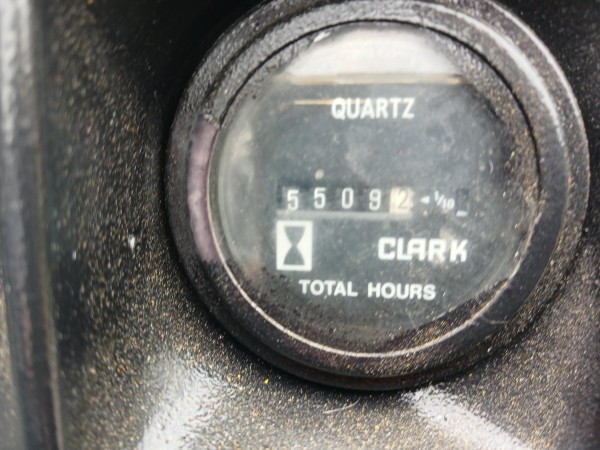 QUARTZ
55092 ◄ 1/10
CLARK
TOTAL HOURS